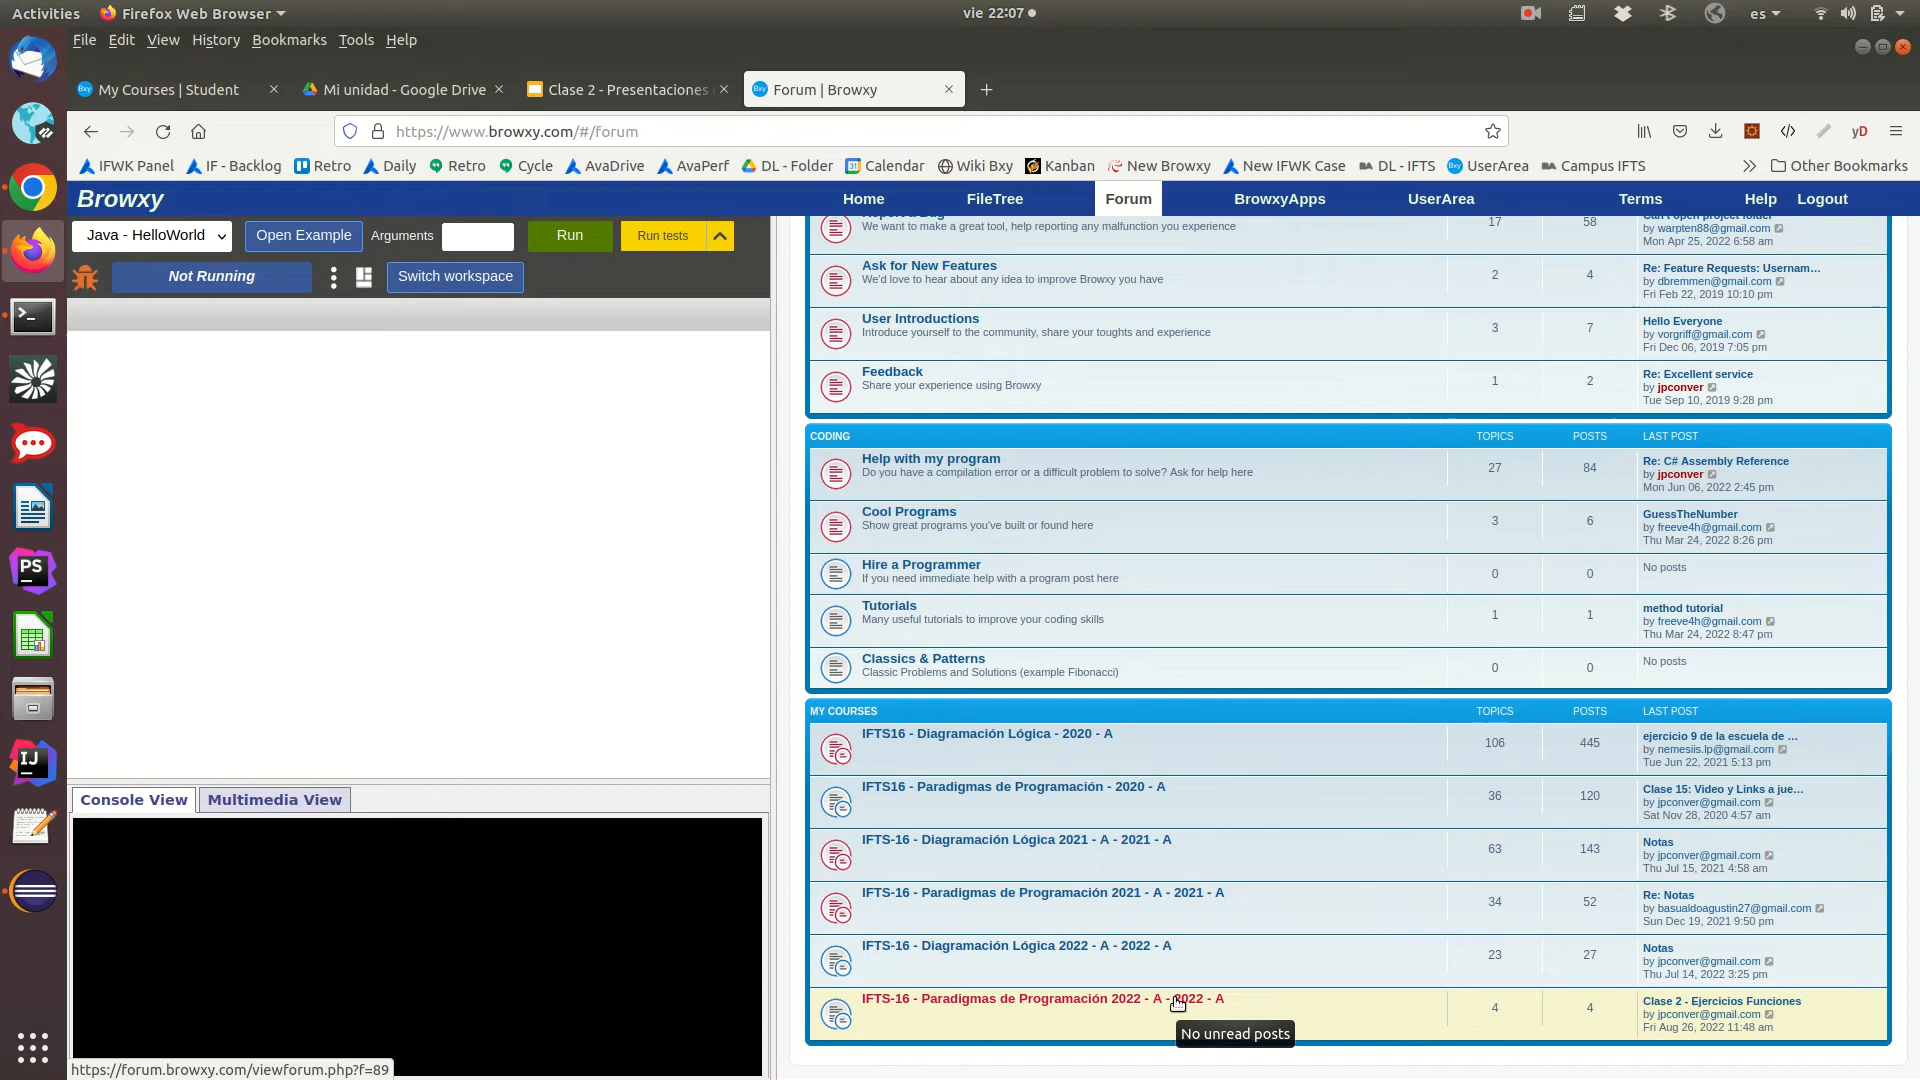 Activities Firefox Web Browser vie 22:07 es
File Edit View History Bookmarks Tools Help
My Courses | Student Mi unidad - Google Drive Clase 2 - Presentaciones Forum | Browxy
https://www.browxy.com/#/forum yD
IFWK Panel IF - Backlog Retro Daily Retro Cycle AvaDrive AvaPerf DL - Folder Calendar Wiki Bxy Kanban New Browxy New IFWK Case DL - IFTS UserArea Campus IFTS Other Bookmarks
Browxy Home FileTree Forum BrowxyApps UserArea Terms Help Logout
Java - HelloWorld Open Example Arguments Run Run tests
Not Running Switch workspace
We want to make a great tool, help reporting any malfunction you experience 17 58
by warpten88@gmail.com
Mon Apr 25, 2022 6:58 am
Ask for New Features
We'd love to hear about any idea to improve Browxy you have 2 4
Re: Feature Requests: Usernam…
by dbremmen@gmail.com
Fri Feb 22, 2019 10:10 pm
User Introductions
Introduce yourself to the community, share your toughts and experience 3 7
Hello Everyone
by vorgriff@gmail.com
Fri Dec 06, 2019 7:05 pm
Feedback
Share your experience using Browxy 1 2
Re: Excellent service
by jpconver
Tue Sep 10, 2019 9:28 pm
CODING TOPICS POSTS LAST POST
Help with my program
Do you have a compilation error or a difficult problem to solve? Ask for help here 27 84
Re: C# Assembly Reference
by jpconver
Mon Jun 06, 2022 2:45 pm
Cool Programs
Show great programs you've built or found here 3 6
GuessTheNumber
by freeve4h@gmail.com
Thu Mar 24, 2022 8:26 pm
Hire a Programmer
If you need immediate help with a program post here 0 0 No posts
Tutorials
Many useful tutorials to improve your coding skills 1 1
method tutorial
by freeve4h@gmail.com
Thu Mar 24, 2022 8:47 pm
Classics & Patterns
Classic Problems and Solutions (example Fibonacci) 0 0 No posts
MY COURSES TOPICS POSTS LAST POST
IFTS16 - Diagramación Lógica - 2020 - A 106 445
ejercicio 9 de la escuela de …
by nemesiis.lp@gmail.com
Tue Jun 22, 2021 5:13 pm
IFTS16 - Paradigmas de Programación - 2020 - A 36 120
Clase 15: Video y Links a jue…
by jpconver@gmail.com
Sat Nov 28, 2020 4:57 am
IFTS-16 - Diagramación Lógica 2021 - A - 2021 - A 63 143
Notas
by jpconver@gmail.com
Thu Jul 15, 2021 4:58 am
IFTS-16 - Paradigmas de Programación 2021 - A - 2021 - A 34 52
Re: Notas
by basualdoagustin27@gmail.com
Sun Dec 19, 2021 9:50 pm
IFTS-16 - Diagramación Lógica 2022 - A - 2022 - A 23 27
Notas
by jpconver@gmail.com
Thu Jul 14, 2022 3:25 pm
IFTS-16 - Paradigmas de Programación 2022 - A - 2022 - A 4 4
Clase 2 - Ejercicios Funciones
by jpconver@gmail.com
Fri Aug 26, 2022 11:48 am
No unread posts
Console View Multimedia View
PS
IJ
https://forum.browxy.com/viewforum.php?f=89